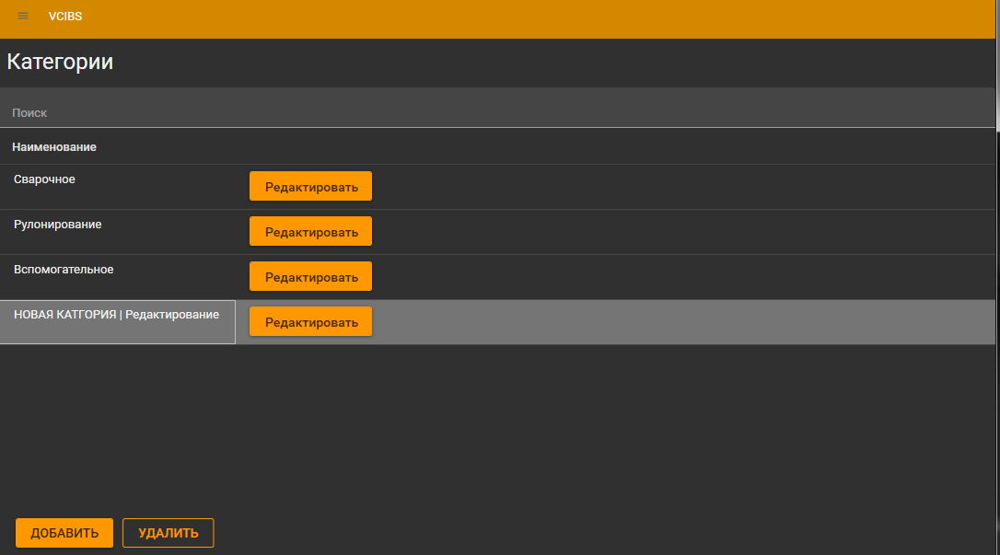 VCIBS
Категории
Поиск
Наименование
Сварочное Редактировать
Рулонирование Редактировать
Вспомогательное Редактировать
НОВАЯ КАТГОРИЯ | Редактирование Редактировать
ДОБАВИТЬ УДАЛИТЬ